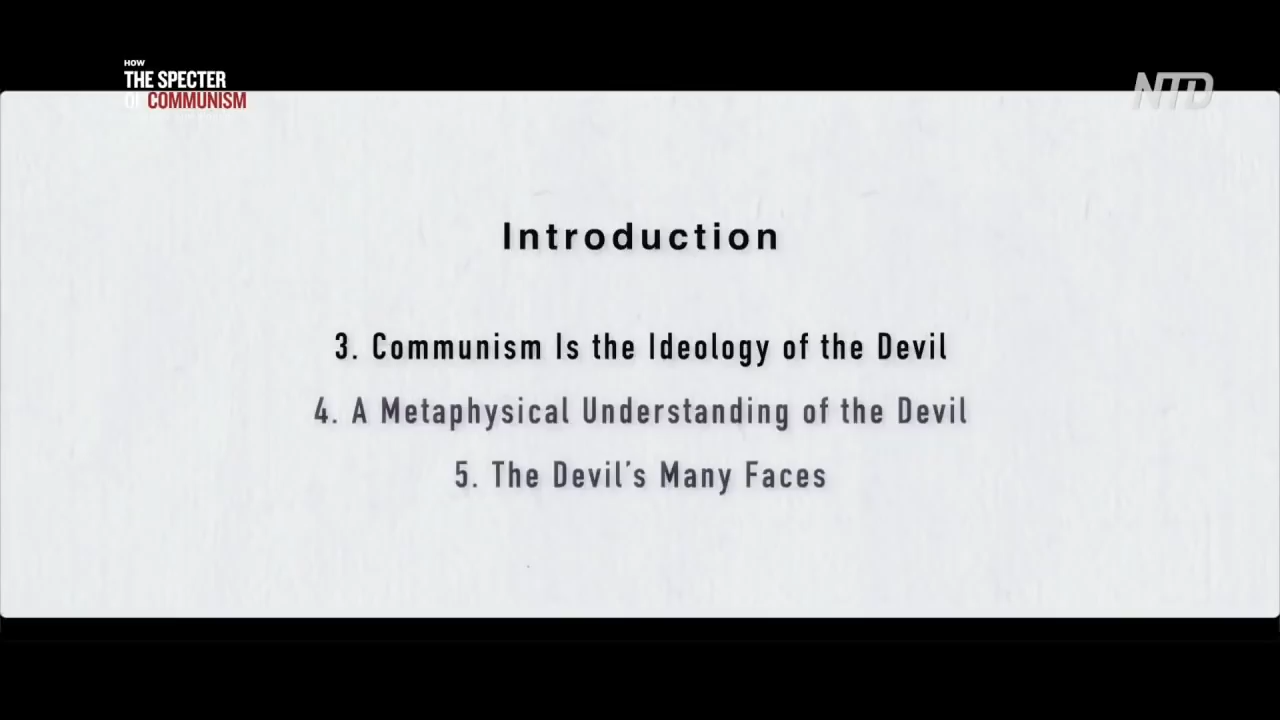 HOW
THE SPECTER
OF COMMUNISM
NTD
Introduction
3. Communism Is the Ideology of the Devil
4. A Metaphysical Understanding of the Devil
5. The Devil's Many Faces